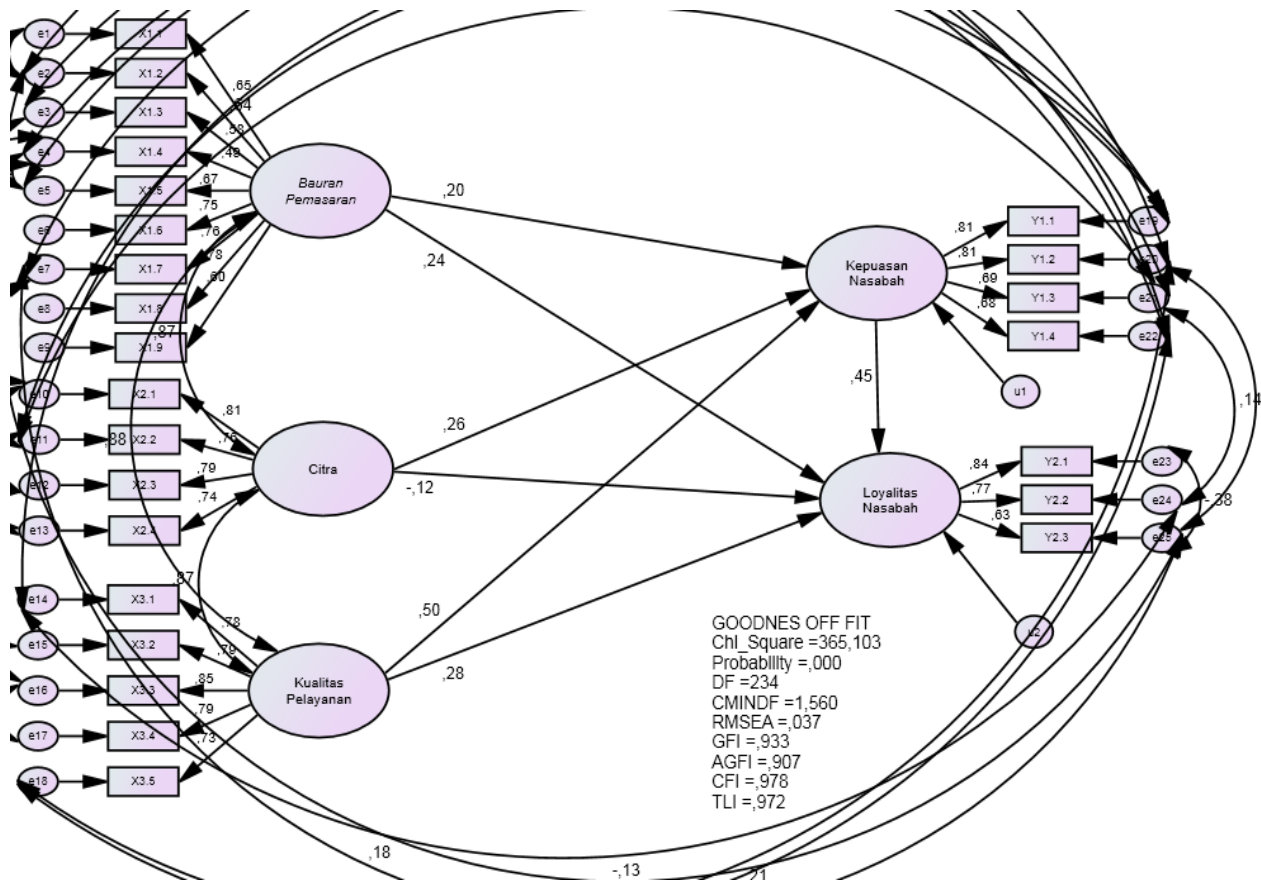 e1
X1.1
e2
X1.2
,65
,54
e3
X1.3
,58
e4
X1.4
,49
e5
X1.5
,67
e6
X1.6
,75
,76
e7
X1.7
,78
,60
e8
X1.8
,87
e9
X1.9
Bauran
Pemasaran
,20
,24
Kepuasan
Nasabah
,81
Y1.1
e19
,81
Y1.2
e20
,69
Y1.3
e21
,68
Y1.4
e22
u1
,45
,14
e10
X2.1
,81
e11
,88
X2.2
,75
e12
X2.3
,79
e13
X2.4
,74
Citra
,26
-,12
Loyalitas
Nasabah
,84
Y2.1
e23
,77
Y2.2
e24
-,38
,63
Y2.3
e25
,87
e14
X3.1
,78
e15
X3.2
,79
e16
X3.3
,85
e17
X3.4
,79
,73
e18
X3.5
Kualitas
Pelayanan
,50
,28
u2
GOODNES OFF FIT
Chi_Square =365,103
Probability =,000
DF =234
CMINDF =1,560
RMSEA =,037
GFI =,933
AGFI =,907
CFI =,978
TLI =,972
,18
-,13
,21